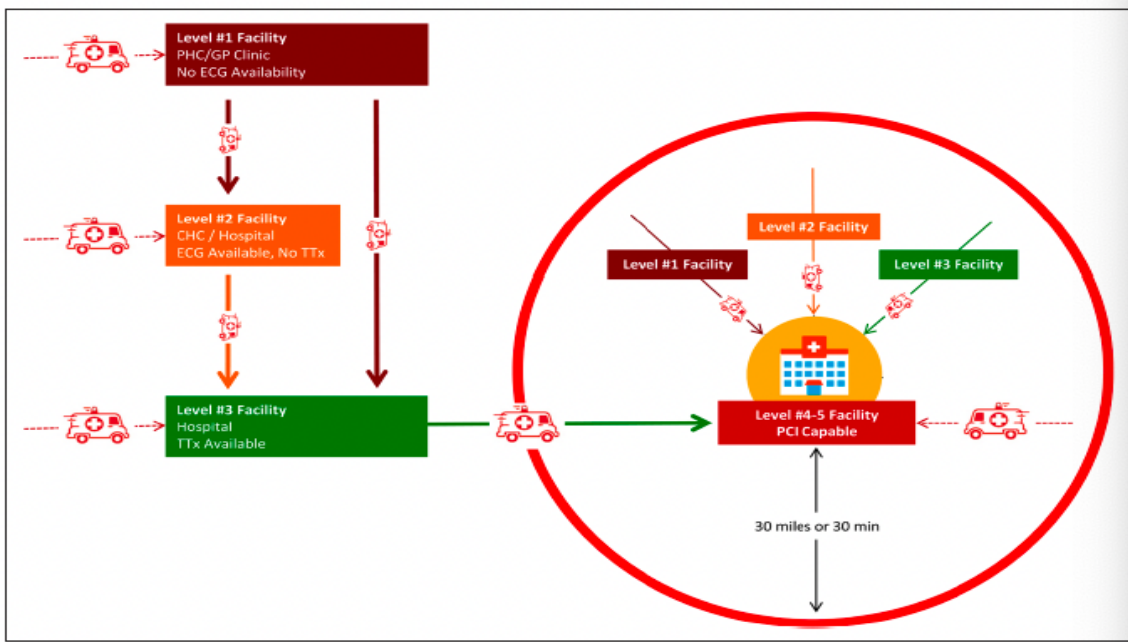 Level #1 Facility
PHC/GP Clinic
No ECG Availability
Level #2 Facility
CHC / Hospital
ECG Available, No TTx
Level #3 Facility
Hospital
TTx Available
Level #2 Facility
Level #1 Facility
Level #3 Facility
Level #4-5 Facility
PCI Capable
30 miles or 30 min